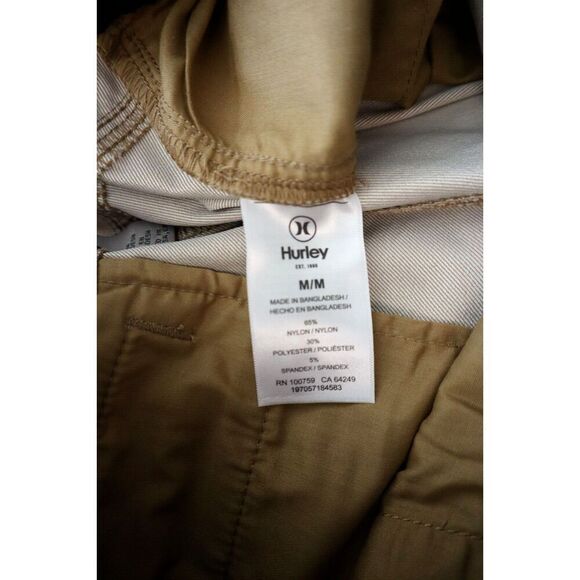 Hurley
EST. 1999
M/M
MADE IN BANGLADESH /
HECHO EN BANGLADESH
65%
NYLON / NYLON
30%
POLYESTER / POLIÉSTER
5%
SPANDEX / SPANDEX
RN 100759 CA 64249
197057184583